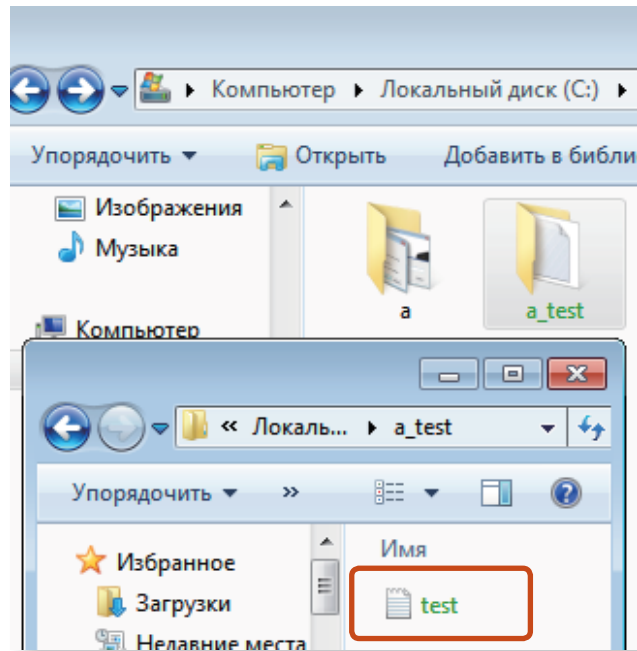 Компьютер Локальный диск (C:)
Упорядочить Открыть Добавить в библи
Изображения
Музыка
a a_test
Компьютер
« Локаль... a_test
Упорядочить »
Имя
Избранное
Загрузки test
Недавние места